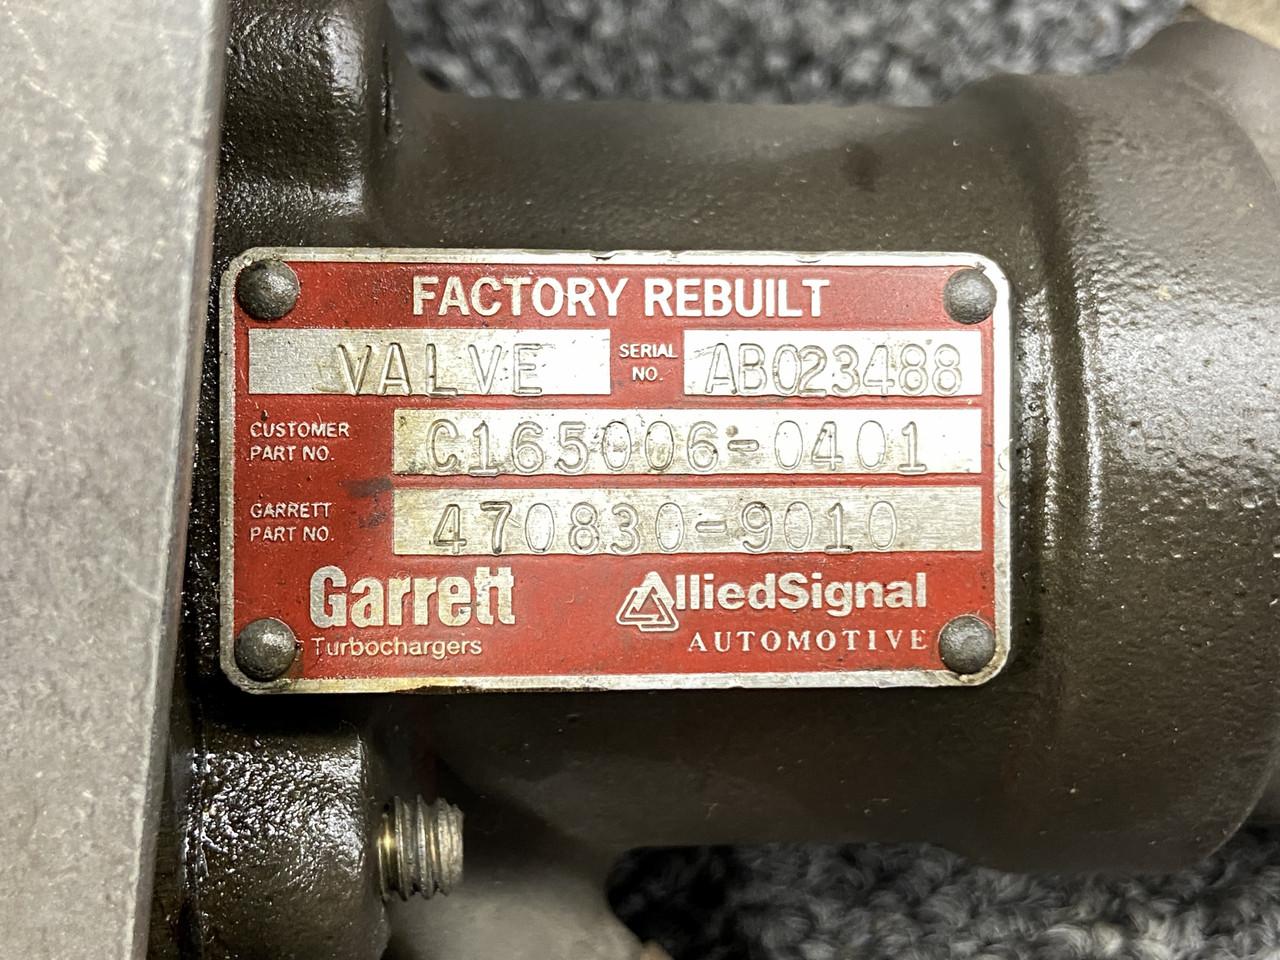 FACTORY REBUILT
VALVE SERIAL NO. AB023488
CUSTOMER PART NO. C165006-0401
GARRETT PART NO. 470830-9010
Garrett AlliedSignal
Turbochargers AUTOMOTIVE